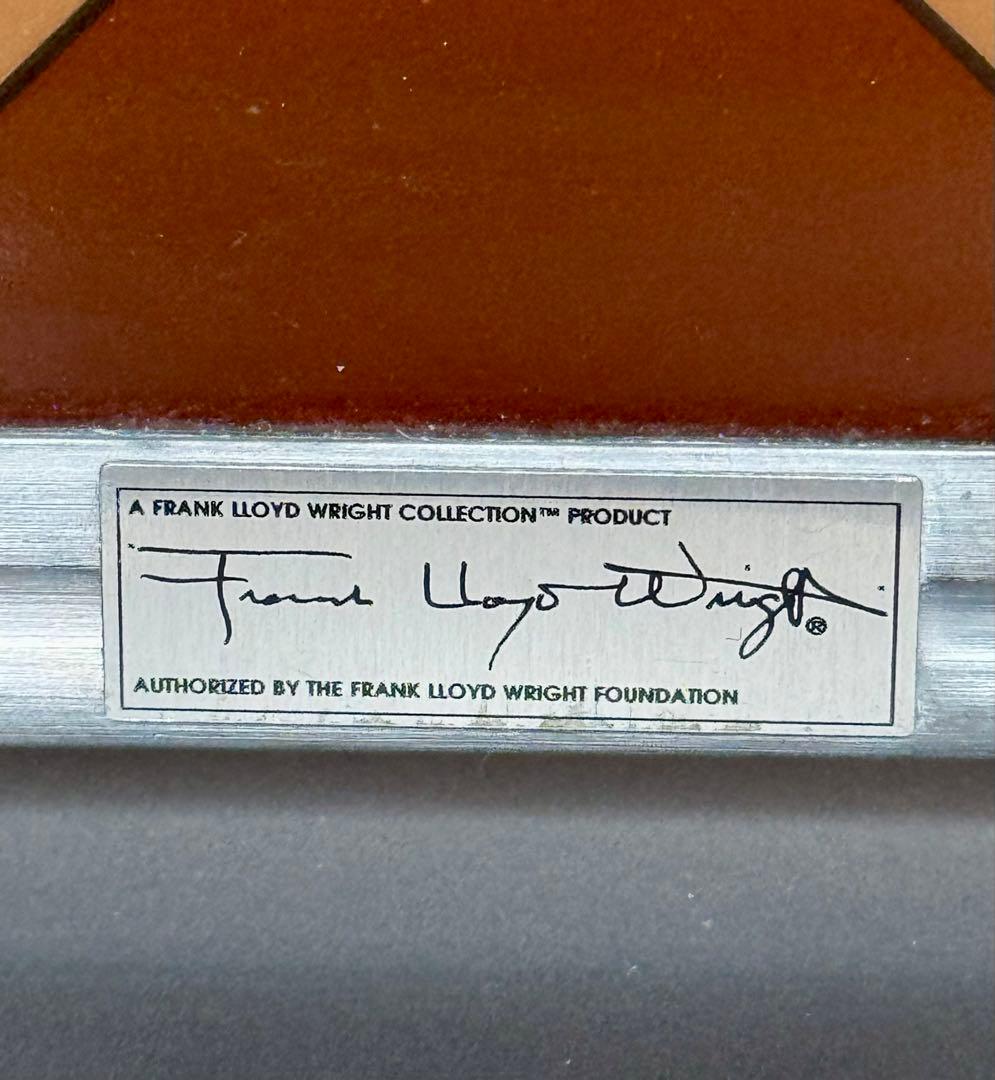 A FRANK LLOYD WRIGHT COLLECTION™ PRODUCT
Frank Lloyd Wright®
AUTHORIZED BY THE FRANK LLOYD WRIGHT FOUNDATION